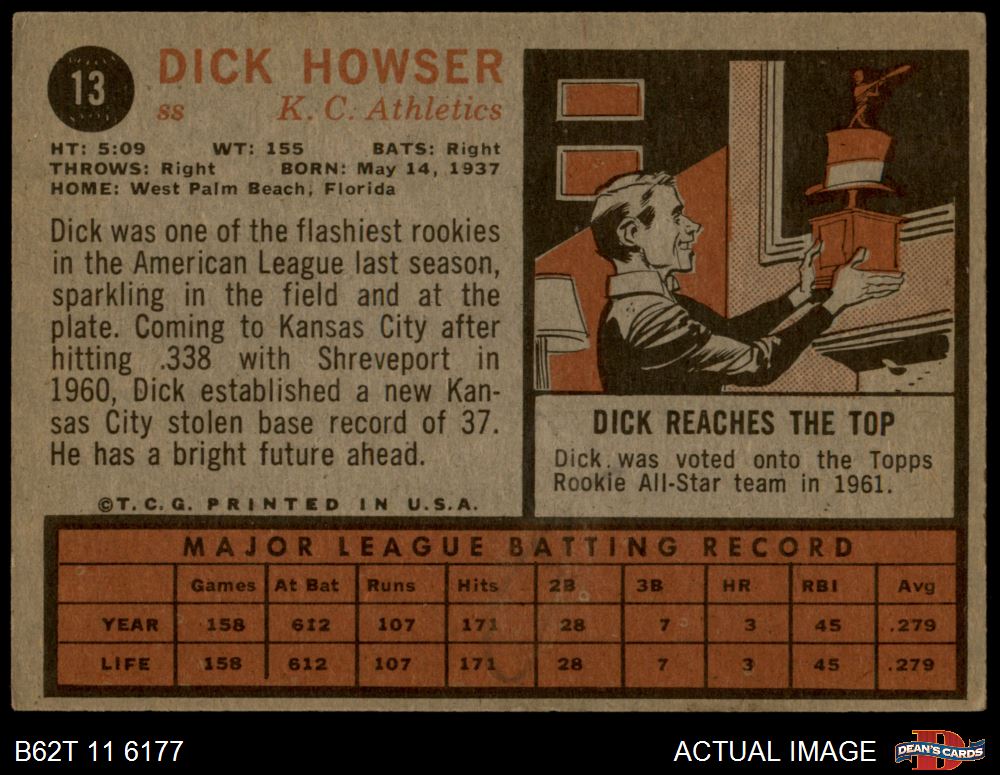 13
DICK HOWSER
ss K. C. Athletics
HT: 5:09 WT: 155 BATS: Right
THROWS: Right BORN: May 14, 1937
HOME: West Palm Beach, Florida
Dick was one of the flashiest rookies
in the American League last season,
sparkling in the field and at the
plate. Coming to Kansas City after
hitting .338 with Shreveport in
1960, Dick established a new Kan-
sas City stolen base record of 37.
He has a bright future ahead.
©T.C.G. PRINTED IN U.S.A.
DICK REACHES THE TOP
Dick was voted onto the Topps
Rookie All-Star team in 1961.
MAJOR LEAGUE BATTING RECORD
Games At Bat Runs Hits 2B 3B HR RBI Avg
YEAR 158 612 107 171 28 7 3 45 .279
LIFE 158 612 107 171 28 7 3 45 .279
B62T 11 6177
ACTUAL IMAGE
D
DEAN'S CARDS